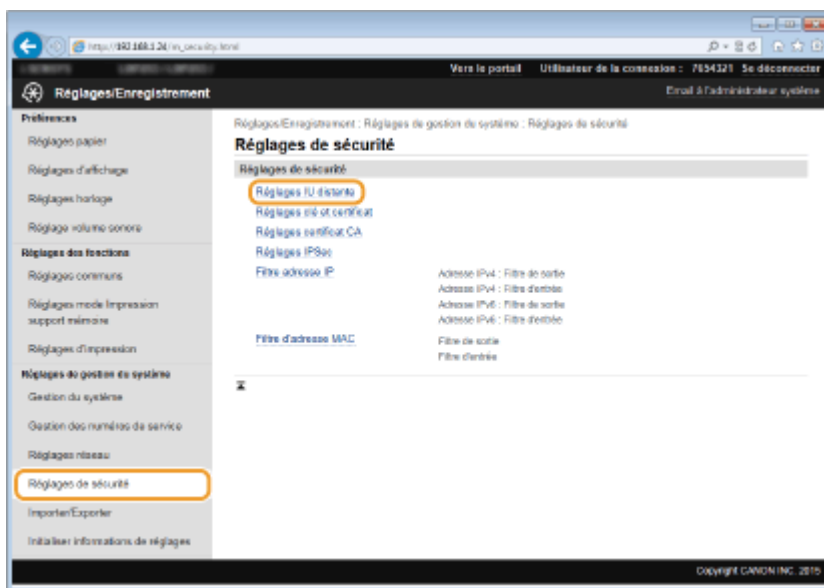 http://192.168.1.24/m_security.html
Vers le portail Utilisateur de la connexion : 7654321 Se déconnecter
Réglages/Enregistrement
Email à l'administrateur système
Préférences
Réglages papier
Réglages d'affichage
Réglages horloge
Réglage volume sonore
Réglages des fonctions
Réglages communs
Réglages mode Impression
support mémoire
Réglages d'impression
Réglages de gestion du système
Gestion du système
Gestion des numéros de service
Réglages réseau
Réglages de sécurité
Importer/Exporter
Initialiser informations de réglages
Réglages/Enregistrement : Réglages de gestion du système : Réglages de sécurité
Réglages de sécurité
Réglages de sécurité
Réglages IU distante
Réglages clé et certificat
Réglages certificat CA
Réglages IPSec
Filtre adresse IP
Adresse IPv4 : Filtre de sortie
Adresse IPv4 : Filtre d'entrée
Adresse IPv6 : Filtre de sortie
Adresse IPv6 : Filtre d'entrée
Filtre d'adresse MAC
Filtre de sortie
Filtre d'entrée
Copyright CANON INC. 2015